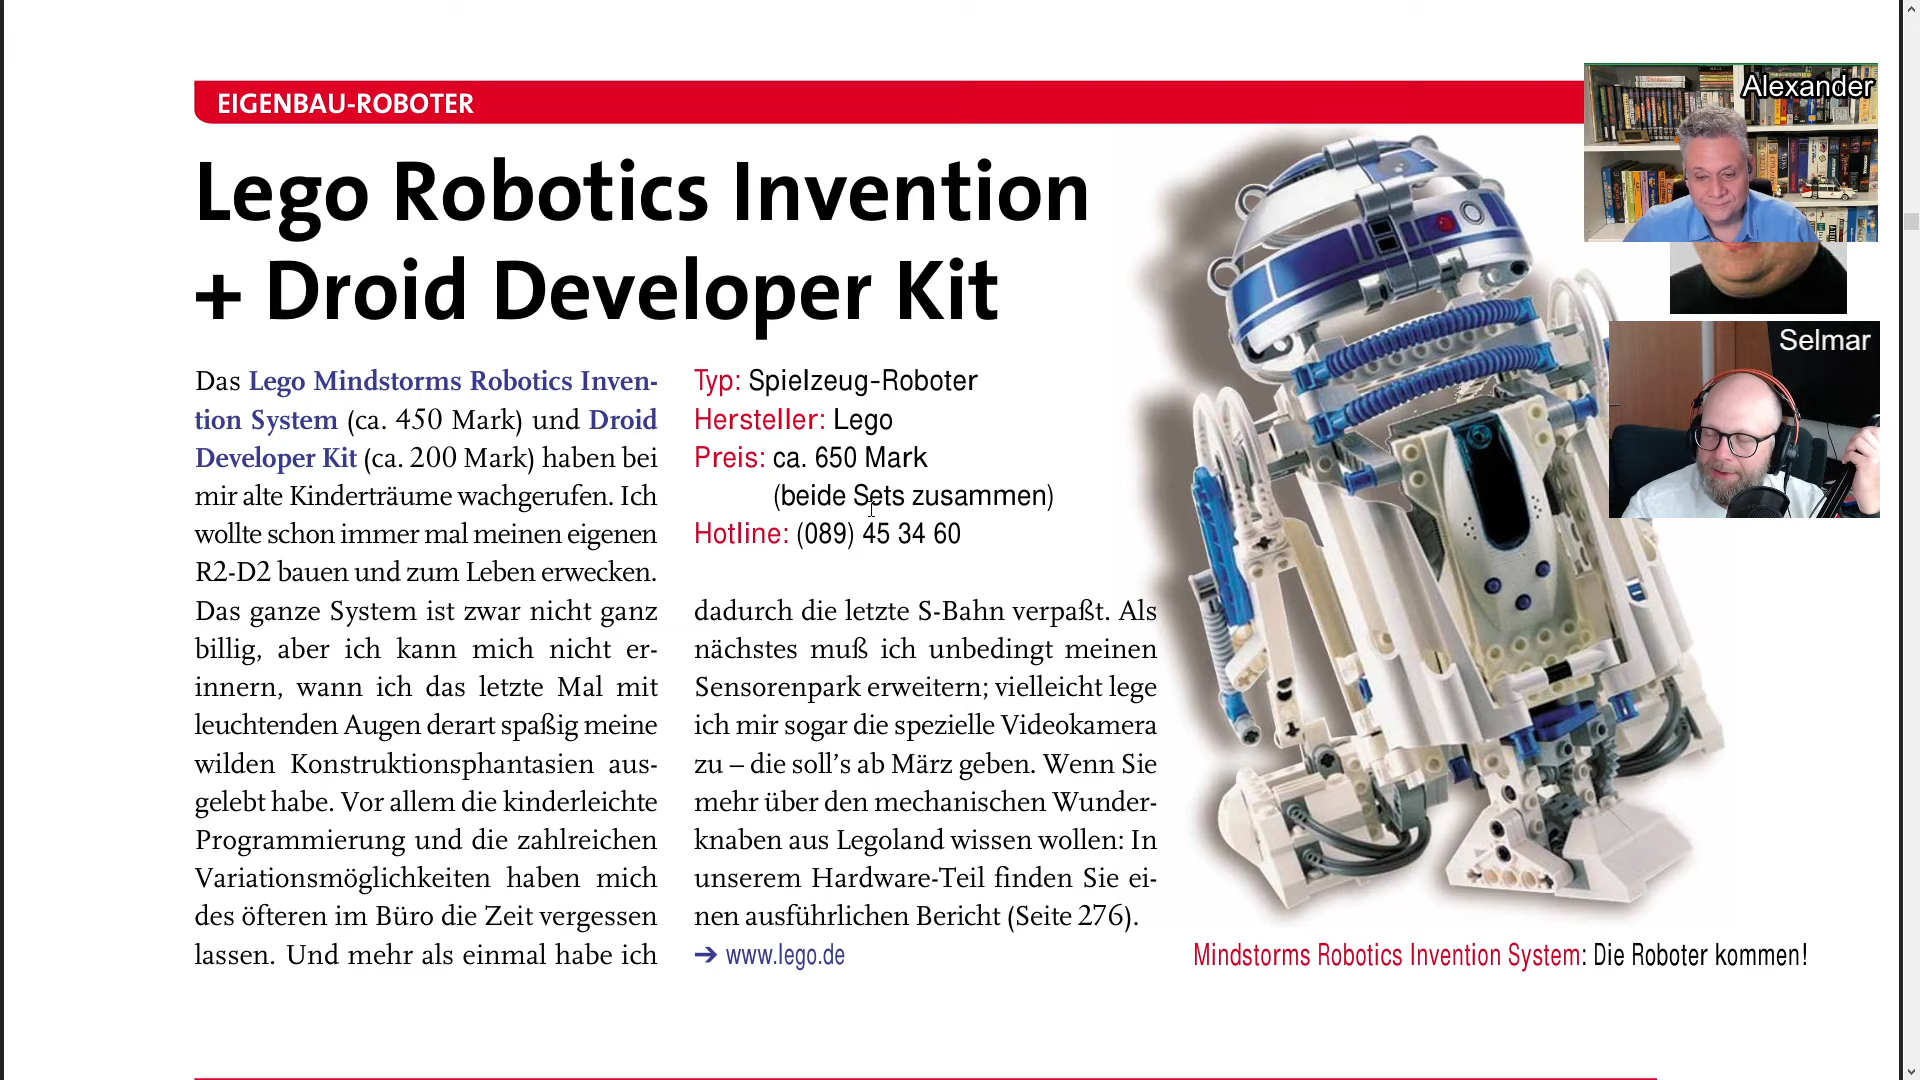 EIGENBAU-ROBOTER
Lego Robotics Invention
+ Droid Developer Kit
Das Lego Mindstorms Robotics Inven-
tion System (ca. 450 Mark) und Droid
Developer Kit (ca. 200 Mark) haben bei
mir alte Kinderträume wachgerufen. Ich
wollte schon immer mal meinen eigenen
R2-D2 bauen und zum Leben erwecken.
Das ganze System ist zwar nicht ganz
billig, aber ich kann mich nicht er-
innern, wann ich das letzte Mal mit
leuchtenden Augen derart spaßig meine
wilden Konstruktionsphantasien aus-
gelebt habe. Vor allem die kinderleichte
Programmierung und die zahlreichen
Variationsmöglichkeiten haben mich
des öfteren im Büro die Zeit vergessen
lassen. Und mehr als einmal habe ich
Typ: Spielzeug-Roboter
Hersteller: Lego
Preis: ca. 650 Mark
(beide Sets zusammen)
Hotline: (089) 45 34 60
dadurch die letzte S-Bahn verpaßt. Als
nächstes muß ich unbedingt meinen
Sensorenpark erweitern; vielleicht lege
ich mir sogar die spezielle Videokamera
zu – die soll's ab März geben. Wenn Sie
mehr über den mechanischen Wunder-
knaben aus Legoland wissen wollen: In
unserem Hardware-Teil finden Sie ei-
nen ausführlichen Bericht (Seite 276).
➔ www.lego.de
Mindstorms Robotics Invention System: Die Roboter kommen!
Alexander
Selmar